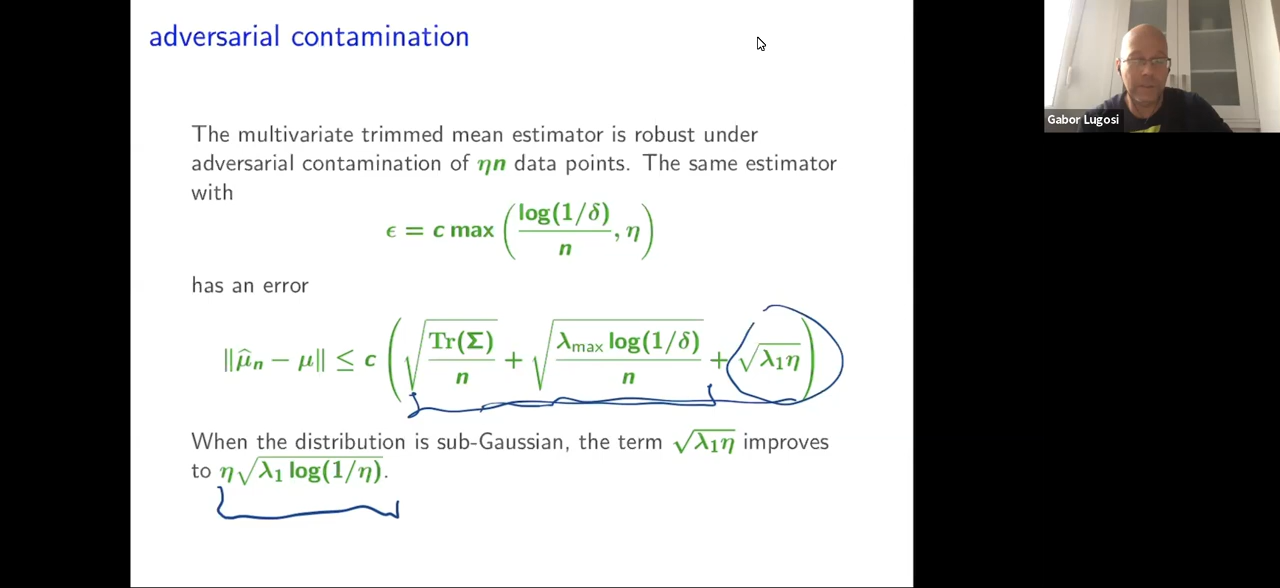 adversarial contamination
The multivariate trimmed mean estimator is robust under
adversarial contamination of ηn data points. The same estimator
with
ϵ = c max ( log(1/δ) / n , η )
has an error
‖μ̂ₙ − μ‖ ≤ c ( √(Tr(Σ) / n) + √(λmax log(1/δ) / n) + √(λ₁η) )
When the distribution is sub-Gaussian, the term √(λ₁η) improves
to η√(λ₁ log(1/η)).
Gabor Lugosi